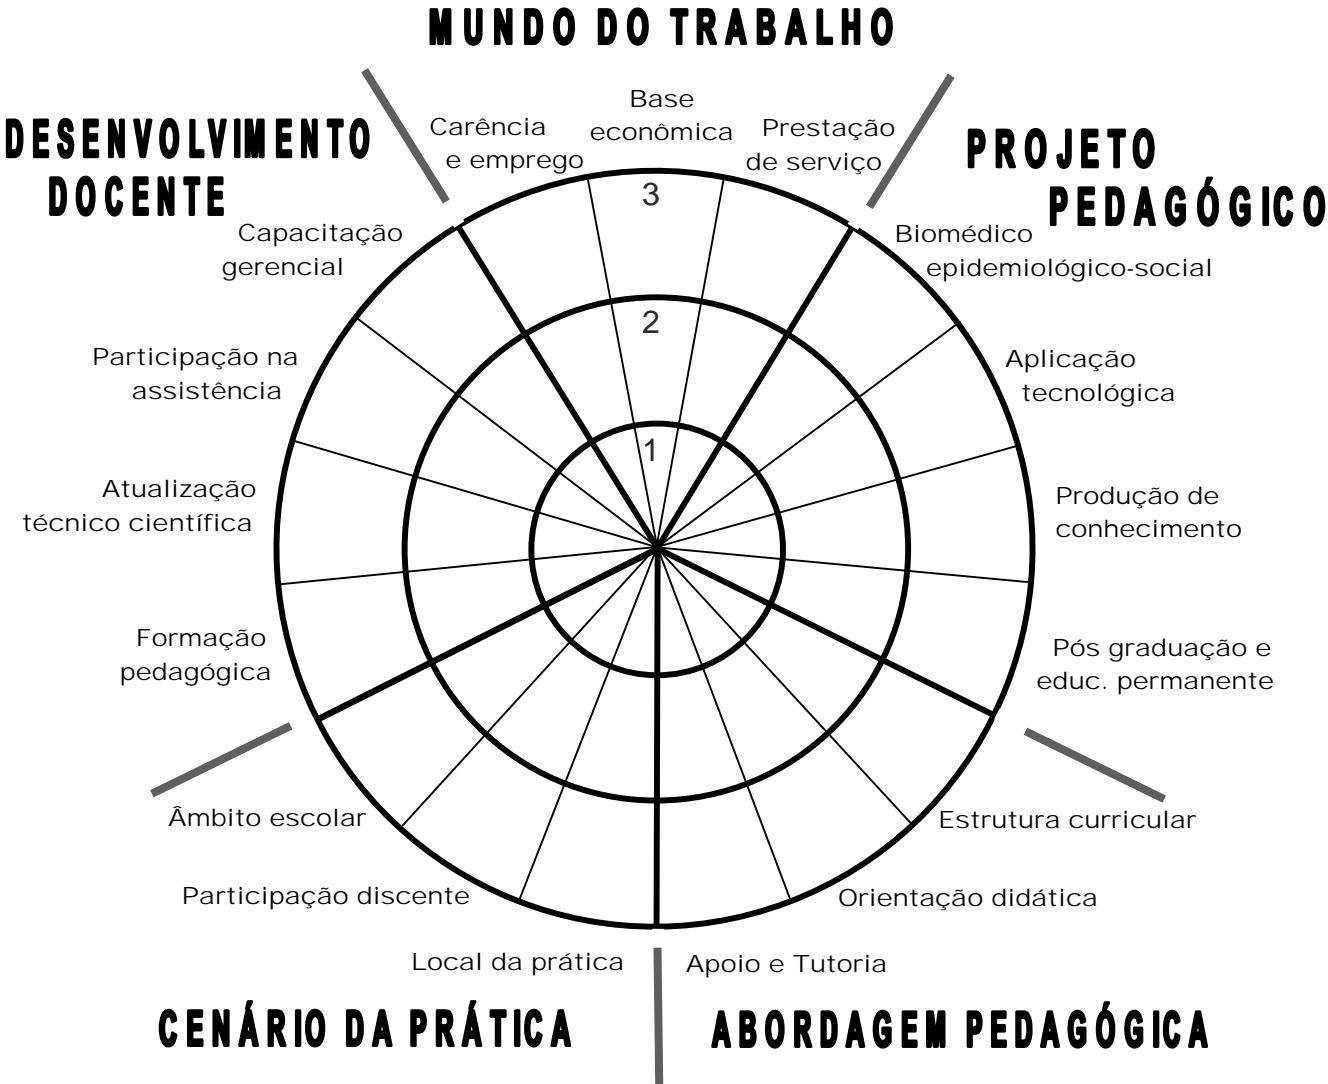 MUNDO DO TRABALHO
Carência
e emprego
Base
econômica
Prestação
de serviço
PROJETO
PEDAGÓGICO
Biomédico
epidemiológico-social
Aplicação
tecnológica
Produção de
conhecimento
Pós graduação e
educ. permanente
Estrutura curricular
Orientação didática
Apoio e Tutoria
ABORDAGEM PEDAGÓGICA
Local da prática
Participação discente
Âmbito escolar
CENÁRIO DA PRÁTICA
DESENVOLVIMENTO
DOCENTE
Capacitação
gerencial
Participação na
assistência
Atualização
técnico científica
Formação
pedagógica
3
2
1